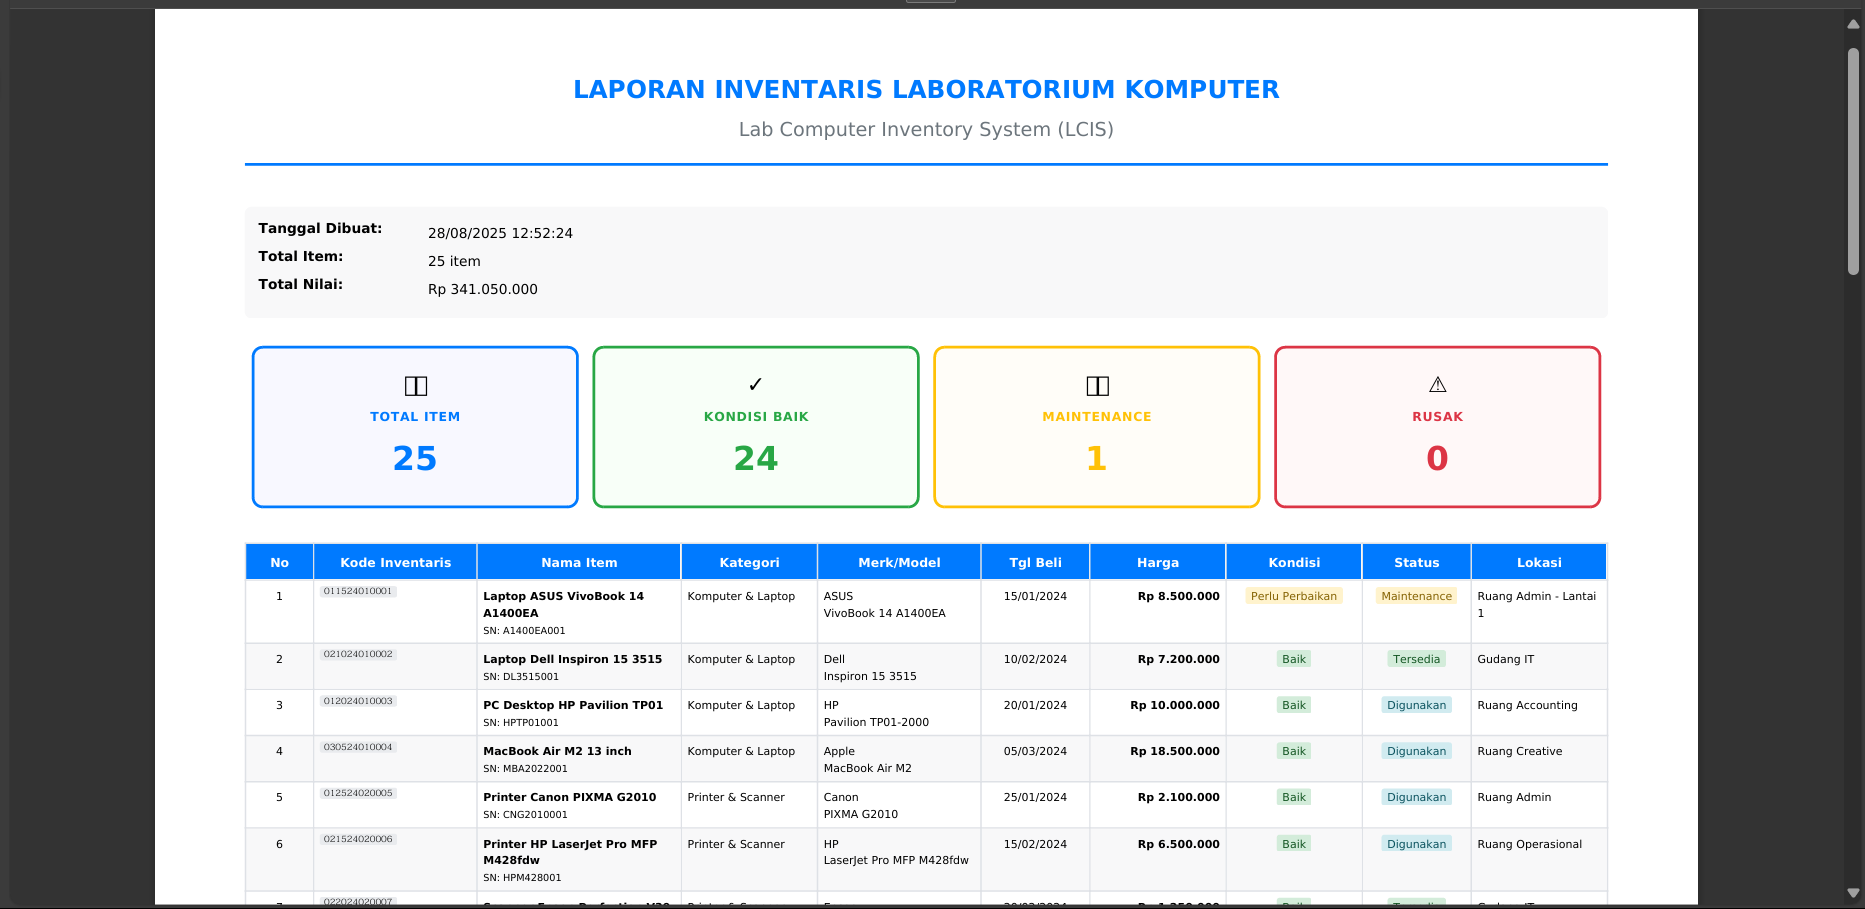 LAPORAN INVENTARIS LABORATORIUM KOMPUTER
Lab Computer Inventory System (LCIS)
Tanggal Dibuat: 28/08/2025 12:52:24
Total Item: 25 item
Total Nilai: Rp 341.050.000
✓ ⚠
TOTAL ITEM KONDISI BAIK MAINTENANCE RUSAK
25 24 1 0
No Kode Inventaris Nama Item Kategori Merk/Model Tgl Beli Harga Kondisi Status Lokasi
1 011524010001 Laptop ASUS VivoBook 14 Komputer & Laptop ASUS 15/01/2024 Rp 8.500.000 Perlu Perbaikan Maintenance Ruang Admin - Lantai
A1400EA VivoBook 14 A1400EA 1
SN: A1400EA001
2 021024010002 Laptop Dell Inspiron 15 3515 Komputer & Laptop Dell 10/02/2024 Rp 7.200.000 Baik Tersedia Gudang IT
SN: DL3515001 Inspiron 15 3515
3 012024010003 PC Desktop HP Pavilion TP01 Komputer & Laptop HP 20/01/2024 Rp 10.000.000 Baik Digunakan Ruang Accounting
SN: HPTP01001 Pavilion TP01-2000
4 030524010004 MacBook Air M2 13 inch Komputer & Laptop Apple 05/03/2024 Rp 18.500.000 Baik Digunakan Ruang Creative
SN: MBA2022001 MacBook Air M2
5 012524020005 Printer Canon PIXMA G2010 Printer & Scanner Canon 25/01/2024 Rp 2.100.000 Baik Digunakan Ruang Admin
SN: CNG2010001 PIXMA G2010
6 021524020006 Printer HP LaserJet Pro MFP Printer & Scanner HP 15/02/2024 Rp 6.500.000 Baik Digunakan Ruang Operasional
M428fdw LaserJet Pro MFP M428fdw
SN: HPM428001
022024020007